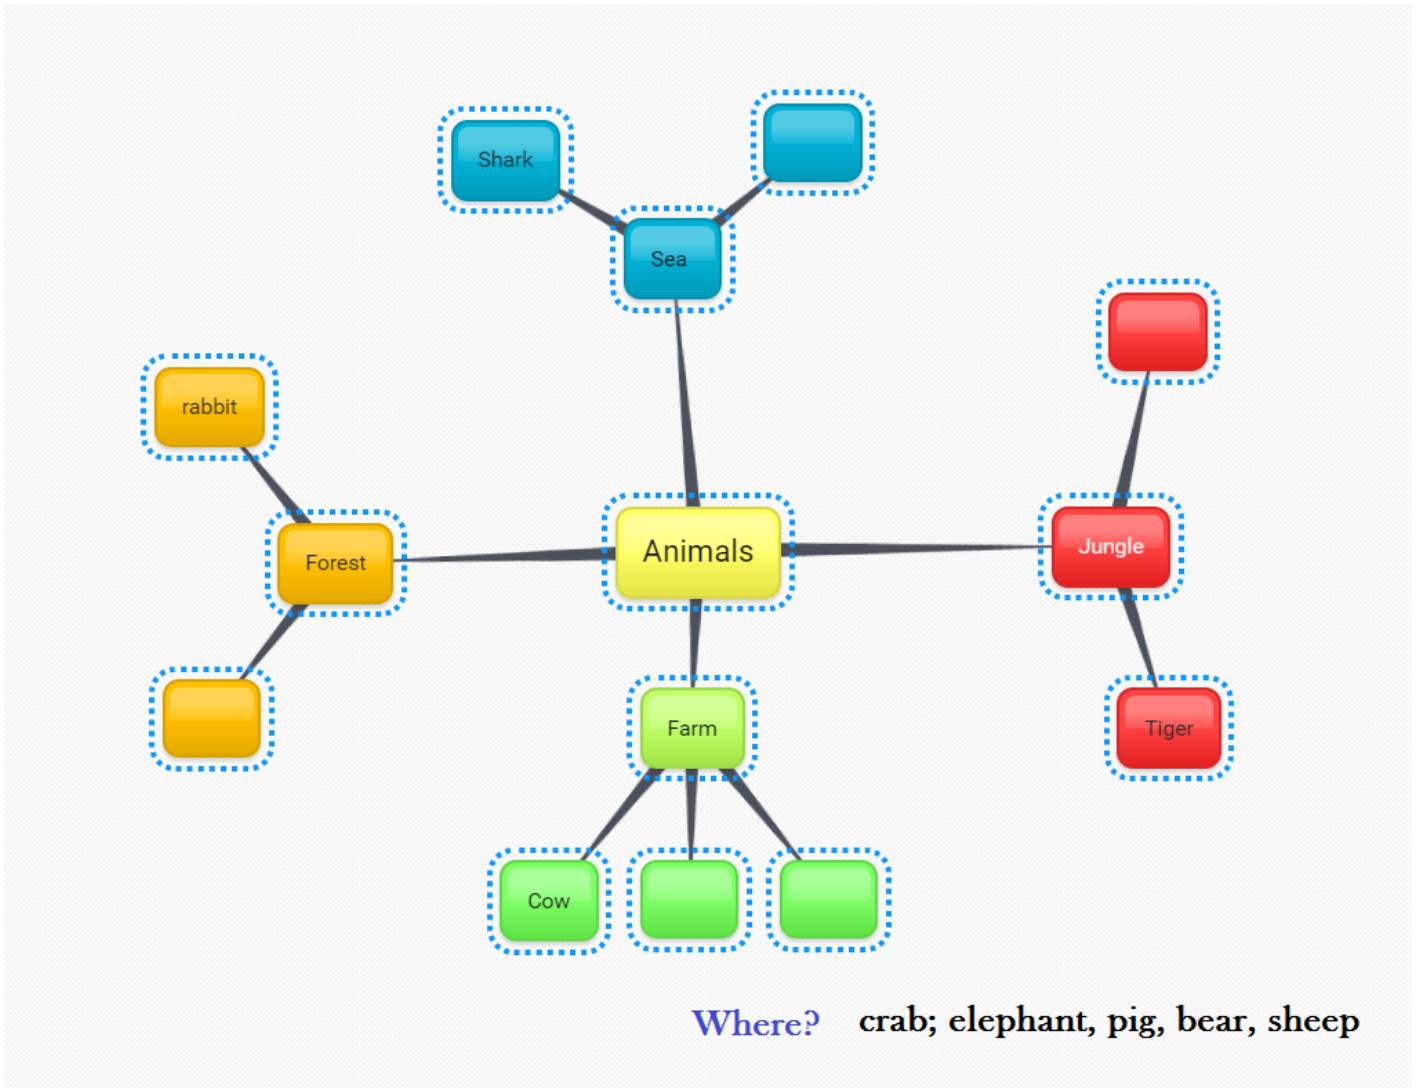 Shark
Sea
rabbit
Forest
Animals
Jungle
Farm
Tiger
Cow
Where? crab; elephant, pig, bear, sheep